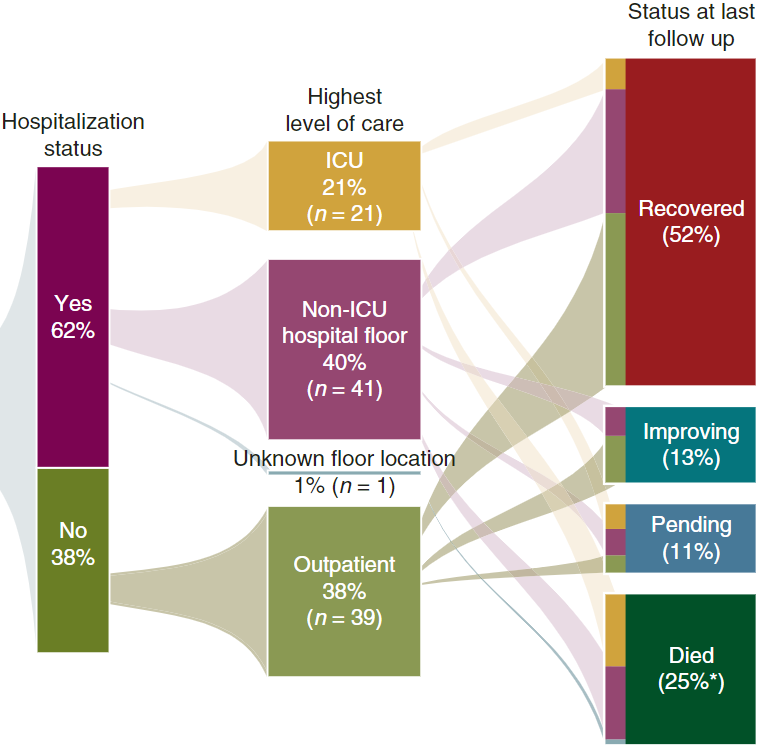 Hospitalization
status
Yes
62%
No
38%
Highest
level of care
ICU
21%
(n = 21)
Non-ICU
hospital floor
40%
(n = 41)
Unknown floor location
1% (n = 1)
Outpatient
38%
(n = 39)
Status at last
follow up
Recovered
(52%)
Improving
(13%)
Pending
(11%)
Died
(25%*)